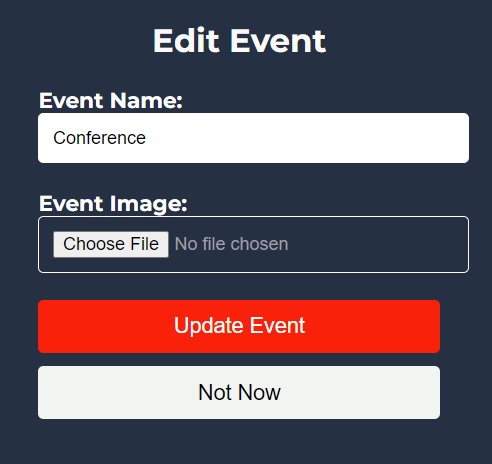 Edit Event
Event Name:
Conference
Event Image:
Choose File No file chosen
Update Event
Not Now